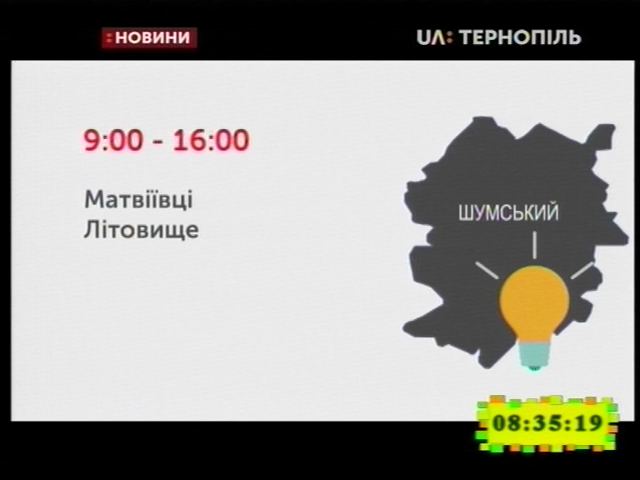 :НОВИНИ
UA: ТЕРНОПІЛЬ
9:00 - 16:00
Матвіївці
Літовище
ШУМСЬКИЙ
08:35:19